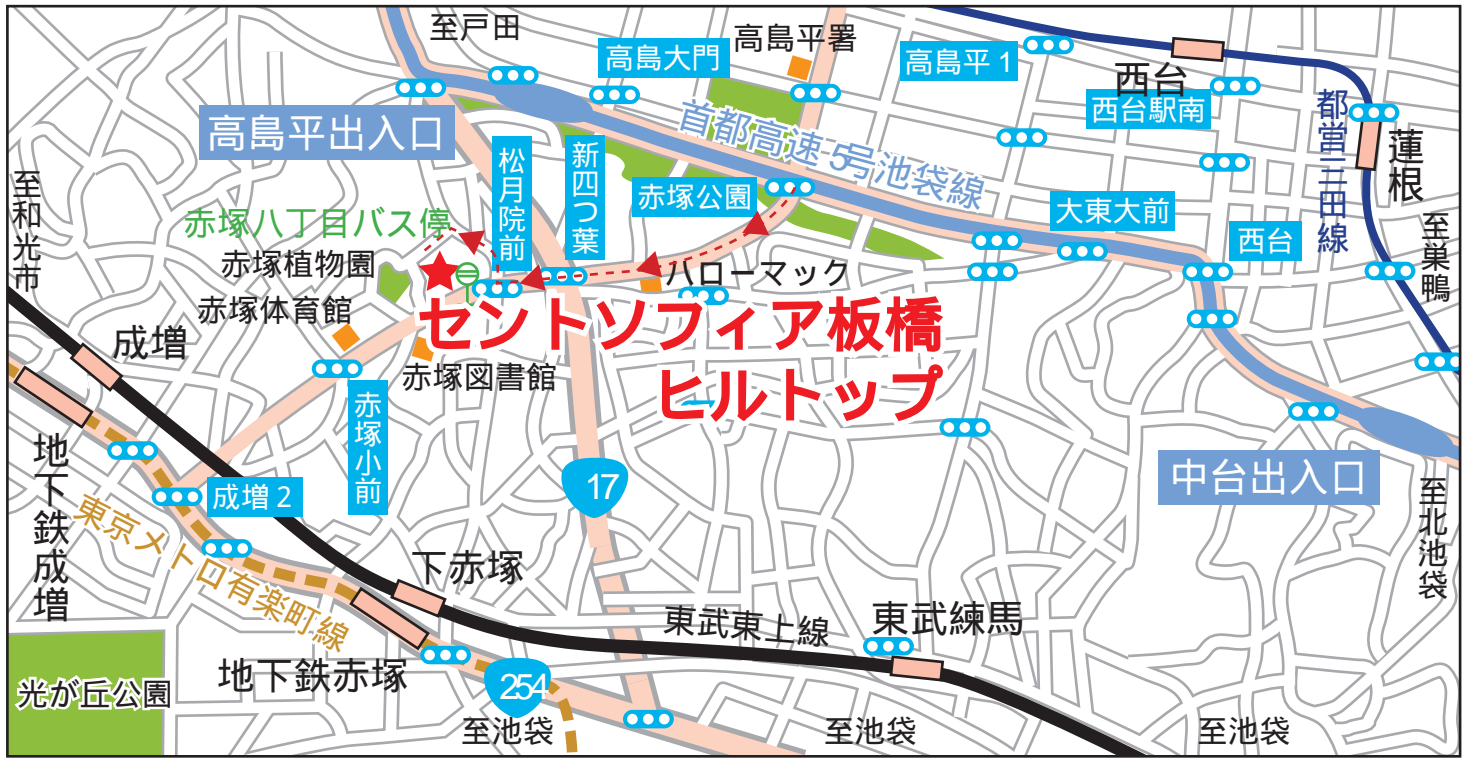 至戸田
高島大門
高島平署
高島平 1
西台
西台駅南
都営三田線
蓮根
高島平出入口
首都高速5号池袋線
松月院前
新四つ葉
赤塚公園
大東大前
西台
至巣鴨
至和光市
赤塚八丁目バス停
赤塚植物園
ハローマック
赤塚体育館
セントソフィア板橋
ヒルトップ
成増
赤塚図書館
赤塚小前
地下鉄成増
成増 2
17
中台出入口
至北池袋
東京メトロ有楽町線
下赤塚
東武東上線
東武練馬
地下鉄赤塚
254
光が丘公園
至池袋
至池袋
至池袋